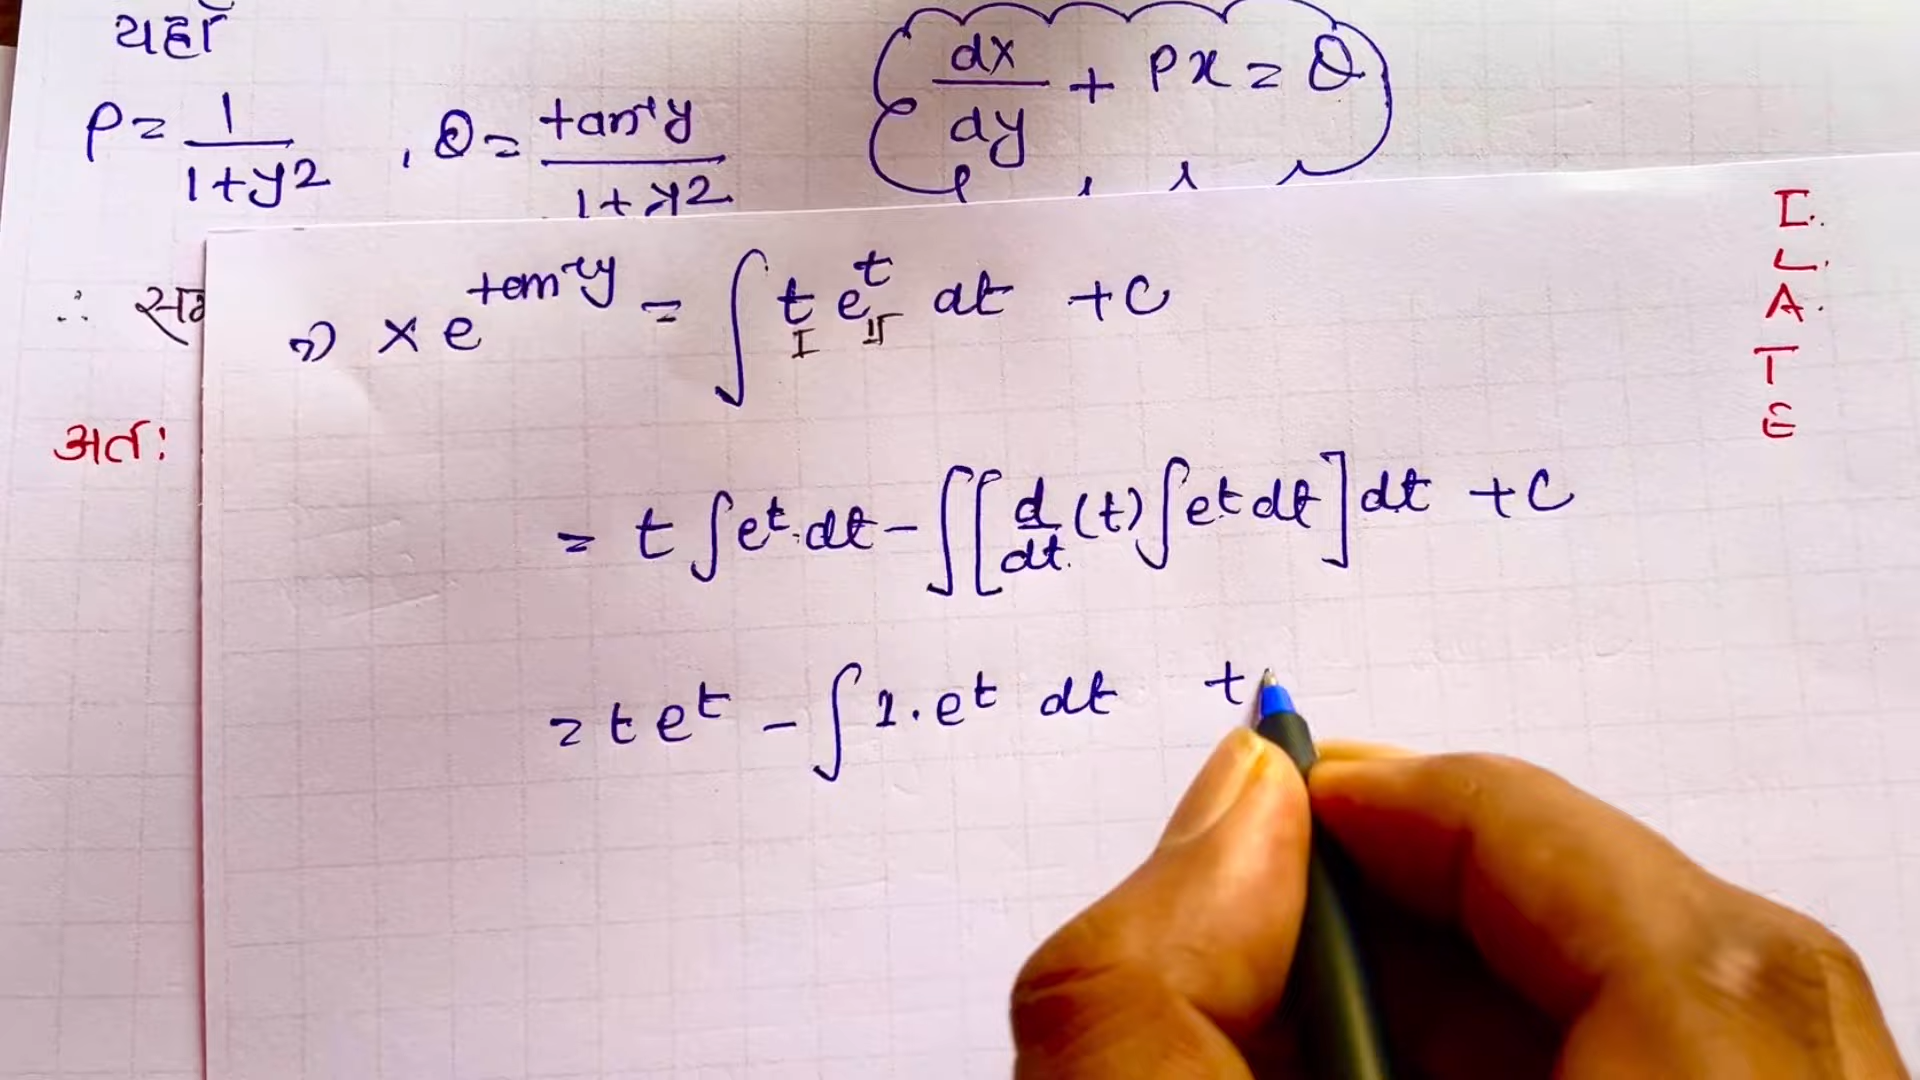 यहाँ
P = 1/1+y2 , Q = tan⁻¹y/1+y2
dx/dy + Px = Q
∴
⇒ x e^tan⁻¹y = ∫ t e^t dt + C
I II
अतः
= t ∫ e^t dt - ∫ [d/dt (t) ∫ e^t dt] dt + C
= t e^t - ∫ 1. e^t dt +
I.
L.
A.
T
E